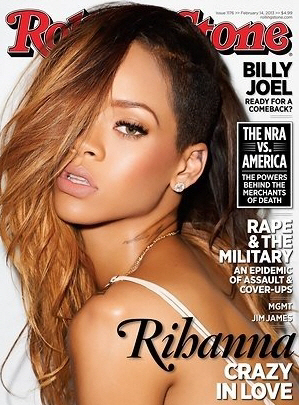 Issue 1176 >> February 14, 2013 >> $4.99
rollingstone.com
Rolling Stone
BILLY
JOEL
READY FOR A
COMEBACK?
THE NRA
VS.
AMERICA
THE POWERS
BEHIND THE
MERCHANTS
OF DEATH
RAPE
& THE
MILITARY
AN EPIDEMIC
OF ASSAULT &
COVER-UPS
MGMT
JIM JAMES
Rihanna
CRAZY
IN LOVE